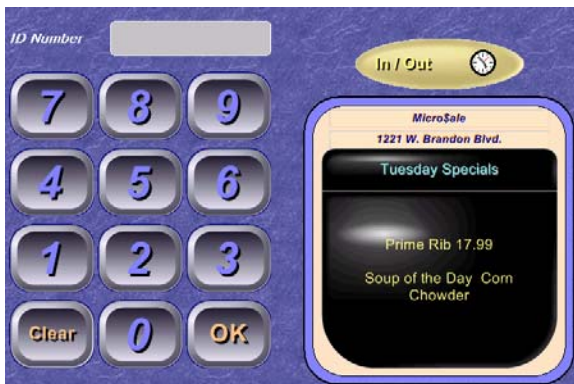 ID Number
In / Out
7 8 9
4 5 6
1 2 3
Clear 0 OK
Micro$ale
1221 W. Brandon Blvd.
Tuesday Specials
Prime Rib 17.99
Soup of the Day Corn
Chowder